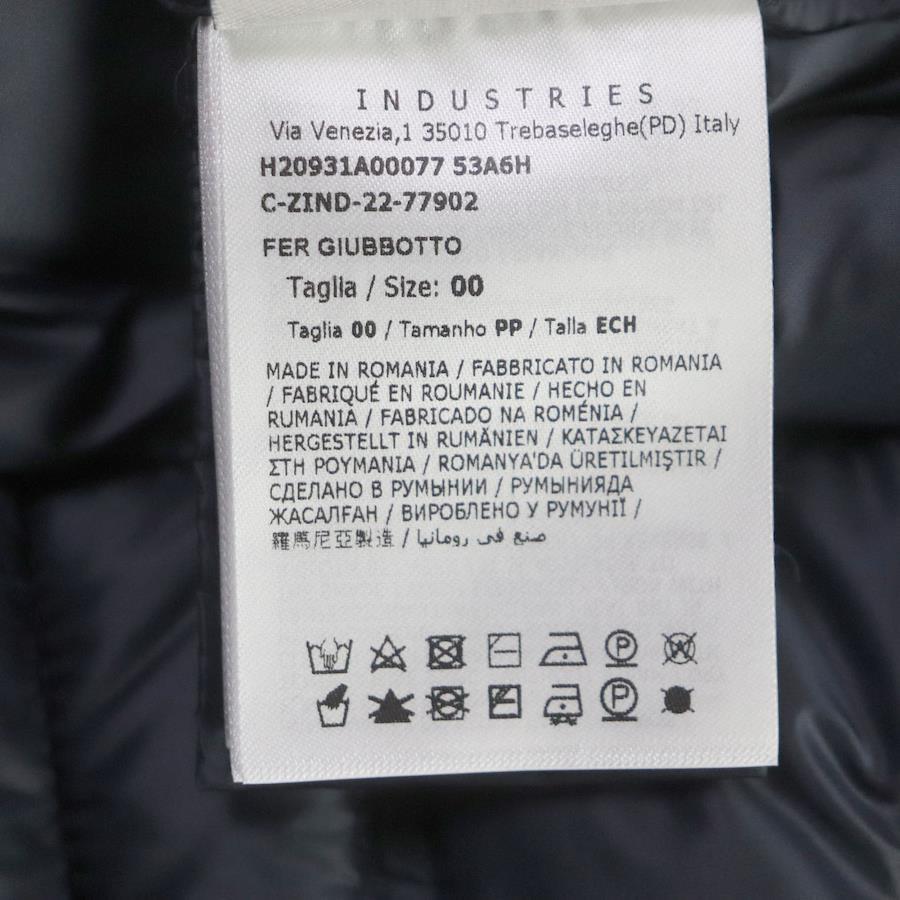 INDUSTRIES
Via Venezia,1 35010 Trebaseleghe(PD) Italy
H20931A00077 53A6H
C-ZIND-22-77902
FER GIUBBOTTO
Taglia / Size: 00
Taglia 00 / Tamanho PP / Talla ECH
MADE IN ROMANIA / FABBRICATO IN ROMANIA
/ FABRIQUÉ EN ROUMANIE / HECHO EN
RUMANIA / FABRICADO NA ROMÉNIA /
HERGESTELLT IN RUMÄNIEN / ΚΑΤΑΣΚΕΥΑΖΕΤΑΙ
ΣΤΗ ΡΟΥΜΑΝΙΑ / ROMANYA'DA ÜRETILMIŞTIR /
СДЕЛАНО В РУМЫНИИ / РУМЫНИЯДА
ЖАСАЛҒАН / ВИРОБЛЕНО У РУМУНІЇ /
羅馬尼亞製造 / صنع في رومانيا
P W
P